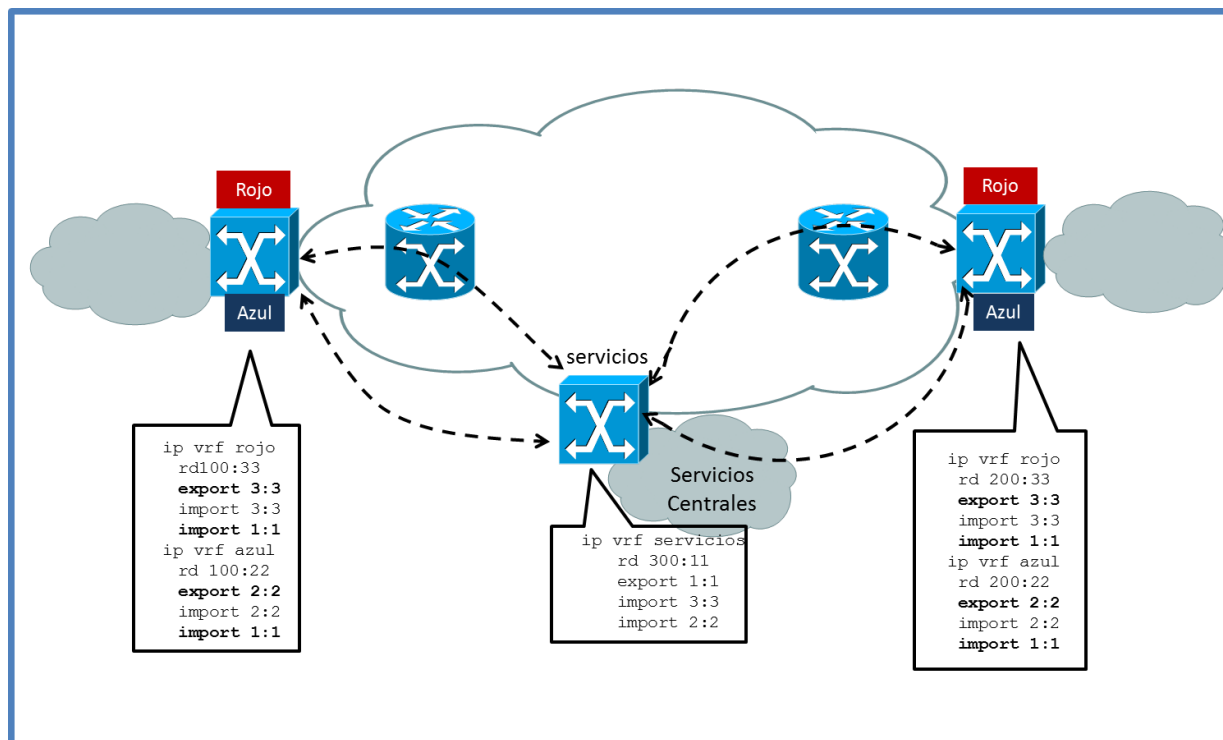 Rojo
Azul
Rojo
Azul
servicios
Servicios
Centrales
ip vrf rojo
rd100:33
export 3:3
import 3:3
import 1:1
ip vrf azul
rd 100:22
export 2:2
import 2:2
import 1:1
ip vrf servicios
rd 300:11
export 1:1
import 3:3
import 2:2
ip vrf rojo
rd 200:33
export 3:3
import 3:3
import 1:1
ip vrf azul
rd 200:22
export 2:2
import 2:2
import 1:1